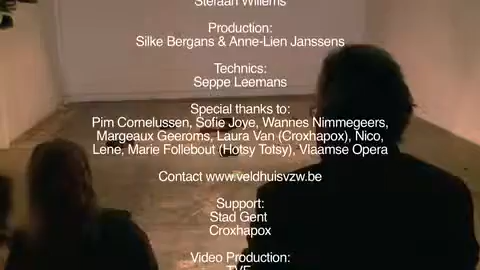 Stefaan Willems
Production:
Silke Bergans & Anne-Lien Janssens
Technics:
Seppe Leemans
Special thanks to:
Pim Cornelussen, Sofie Joye, Wannes Nimmegeers,
Margeaux Geeroms, Laura Van (Croxhapox), Nico,
Lene, Marie Follebout (Hotsy Totsy), Vlaamse Opera
Contact www.veldhuisvzw.be
Support:
Stad Gent
Croxhapox
Video Production: